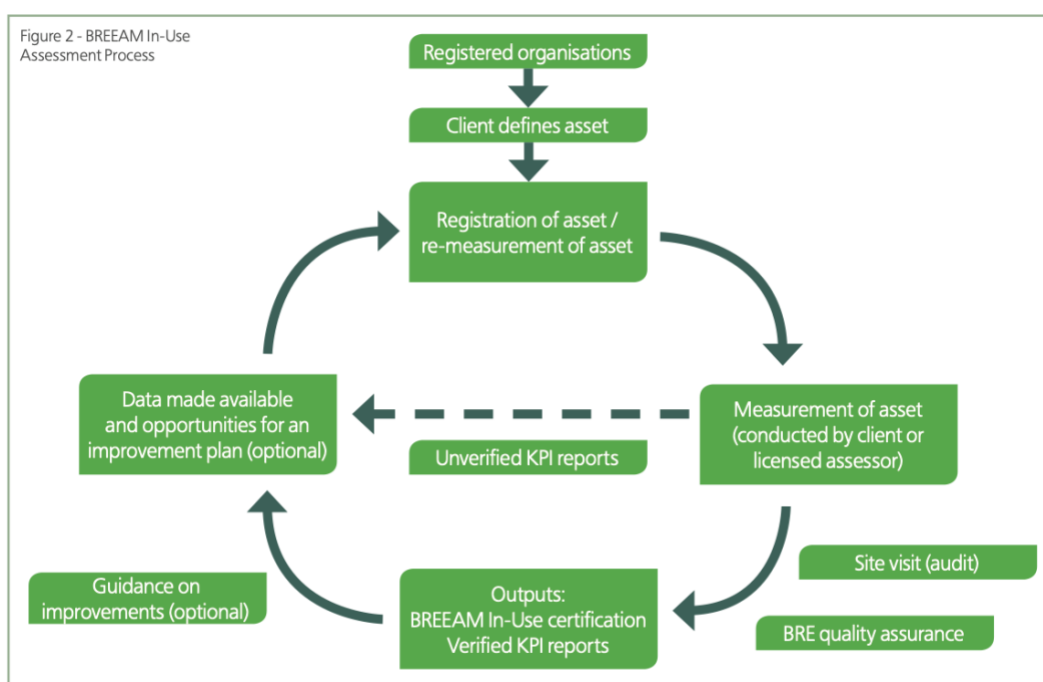 Figure 2 - BREEAM In-Use
Assessment Process
Registered organisations
Client defines asset
Registration of asset /
re-measurement of asset
Data made available
and opportunities for an
improvement plan (optional)
Unverified KPI reports
Measurement of asset
(conducted by client or
licensed assessor)
Guidance on
improvements (optional)
Outputs:
BREEAM In-Use certification
Verified KPI reports
Site visit (audit)
BRE quality assurance